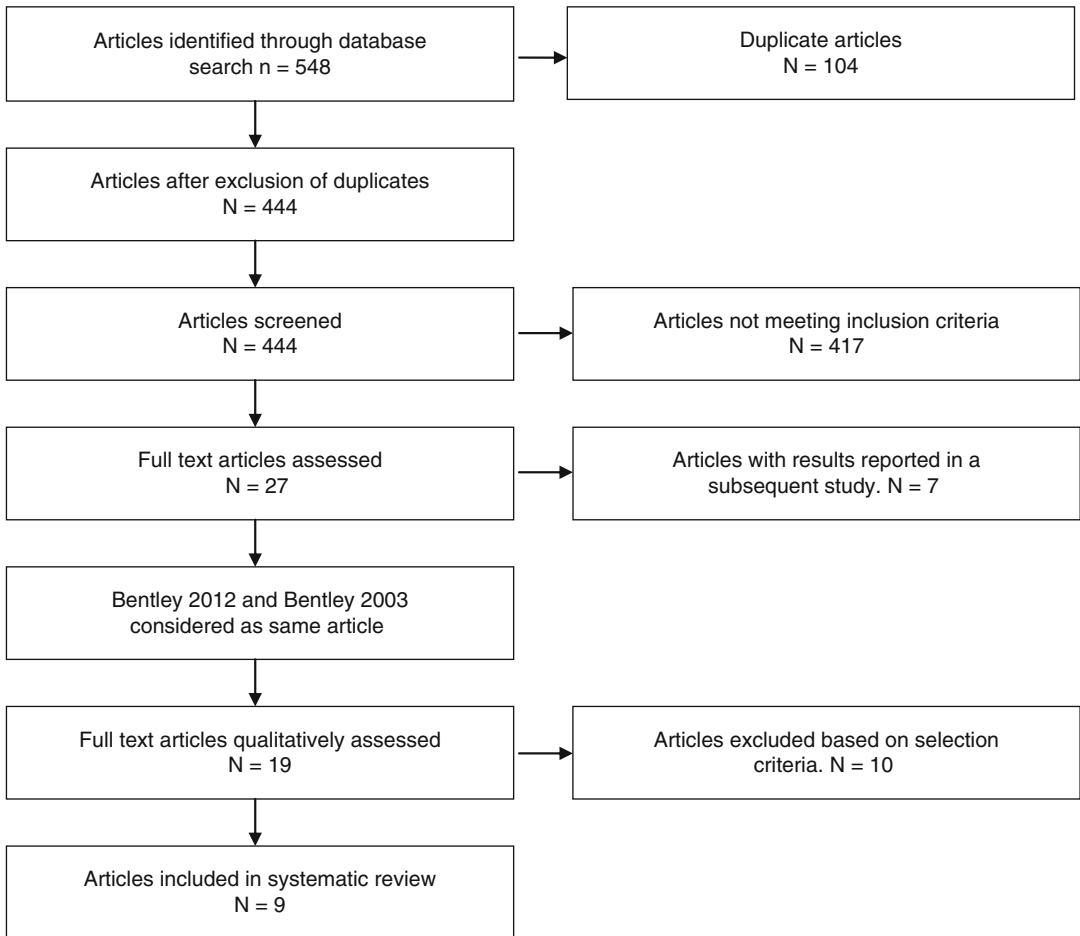 Articles identified through database
search n = 548
Duplicate articles
N = 104
Articles after exclusion of duplicates
N = 444
Articles screened
N = 444
Articles not meeting inclusion criteria
N = 417
Full text articles assessed
N = 27
Articles with results reported in a
subsequent study. N = 7
Bentley 2012 and Bentley 2003
considered as same article
Full text articles qualitatively assessed
N = 19
Articles excluded based on selection
criteria. N = 10
Articles included in systematic review
N = 9